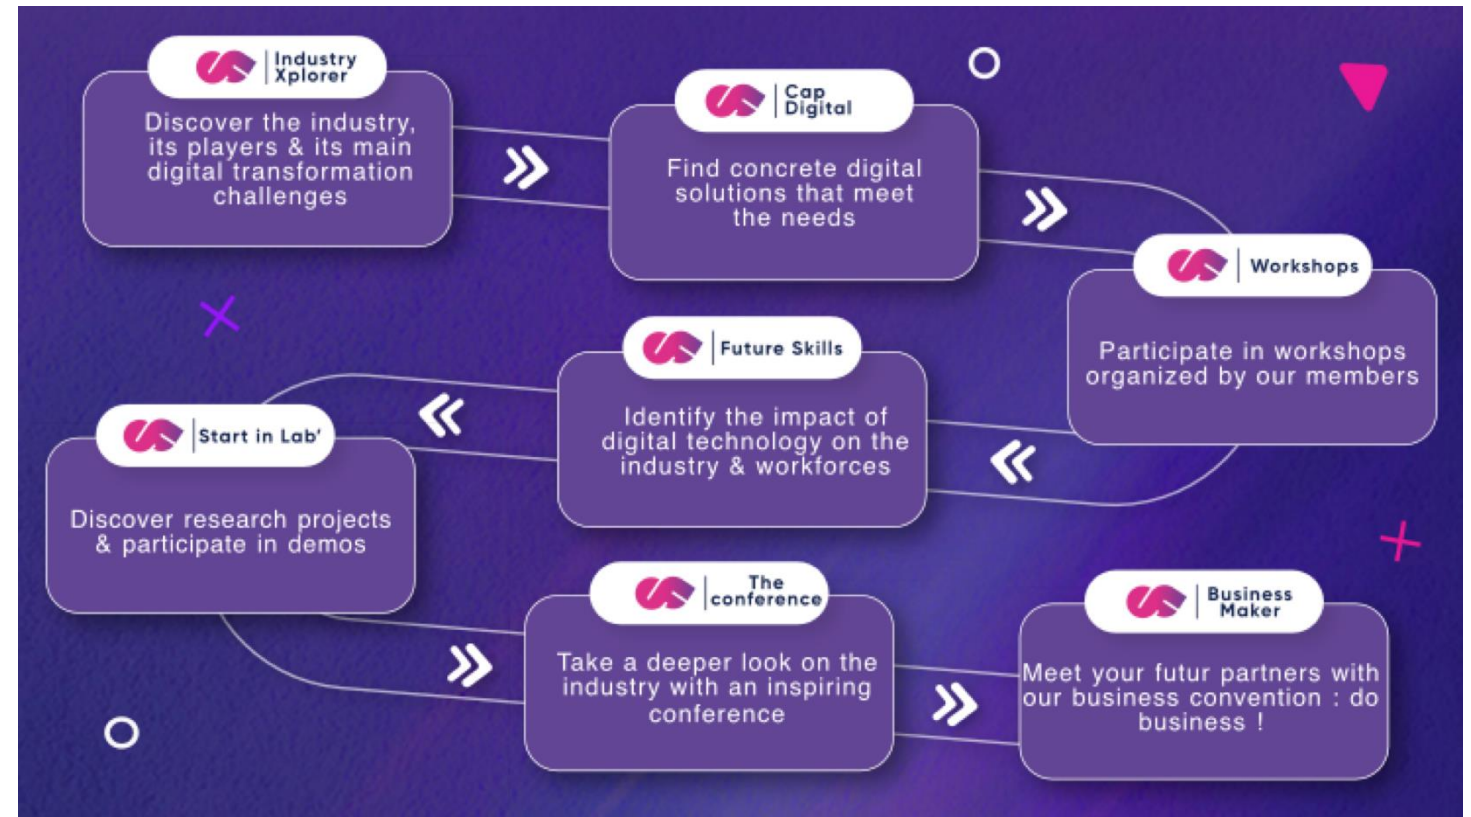 Industry
Xplorer
Discover the industry,
its players & its main
digital transformation
challenges
Cap
Digital
Find concrete digital
solutions that meet
the needs
Workshops
Participate in workshops
organized by our members
Future Skills
Identify the impact of
digital technology on the
industry & workforces
Start in Lab'
Discover research projects
& participate in demos
The
conference
Take a deeper look on the
industry with an inspiring
conference
Business
Maker
Meet your futur partners with
our business convention : do
business !